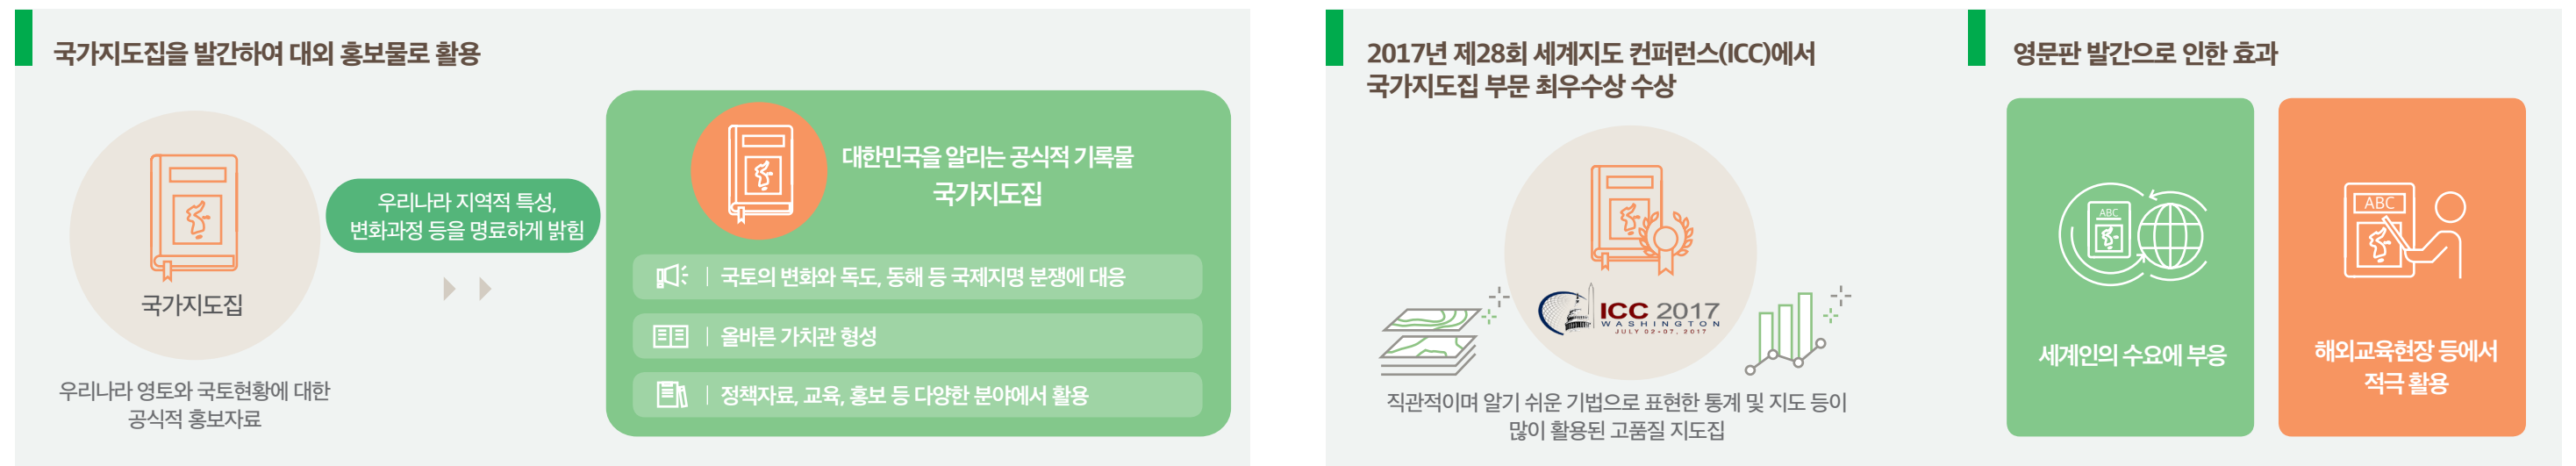 국가지도집을 발간하여 대외 홍보물로 활용
국가지도집
우리나라 영토와 국토현황에 대한
공식적 홍보자료
우리나라 지역적 특성,
변화과정 등을 명료하게 밝힘
대한민국을 알리는 공식적 기록물
국가지도집
국토의 변화와 독도, 동해 등 국제지명 분쟁에 대응
올바른 가치관 형성
정책자료, 교육, 홍보 등 다양한 분야에서 활용
2017년 제28회 세계지도 컨퍼런스(ICC)에서
국가지도집 부문 최우수상 수상
ICC 2017
WASHINGTON
JULY 02-07, 2017
직관적이며 알기 쉬운 기법으로 표현한 통계 및 지도 등이
많이 활용된 고품질 지도집
영문판 발간으로 인한 효과
ABC
세계인의 수요에 부응
ABC
해외교육현장 등에서
적극 활용